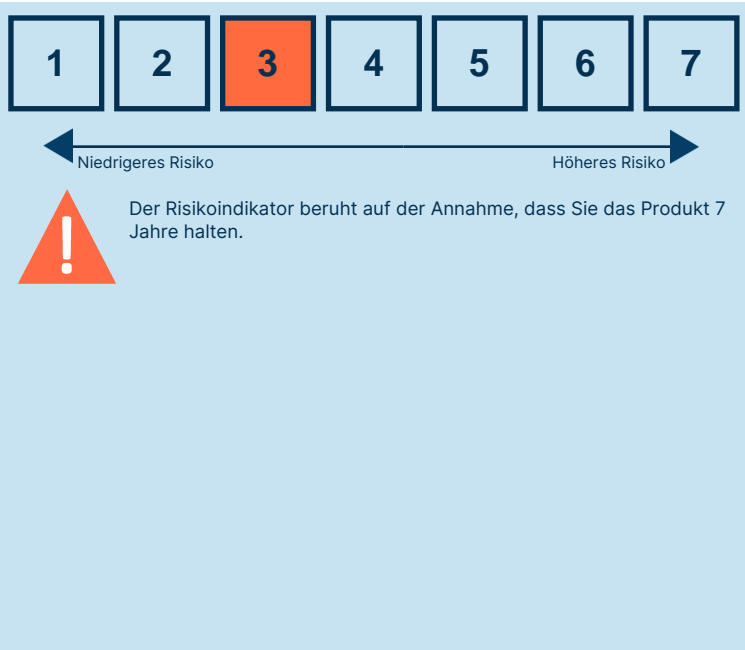 1 2 3 4 5 6 7
Niedrigeres Risiko Höheres Risiko
Der Risikoindikator beruht auf der Annahme, dass Sie das Produkt 7
Jahre halten.